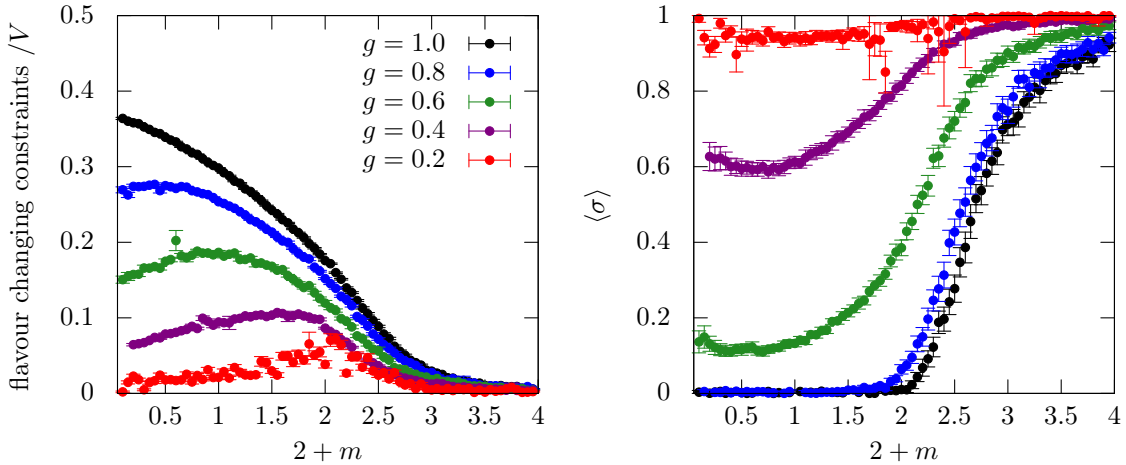 flavour changing constraints /V
0.5
0.4
0.3
0.2
0.1
0
g = 1.0
g = 0.8
g = 0.6
g = 0.4
g = 0.2
0.5 1 1.5 2 2.5 3 3.5 4
2 + m
⟨σ⟩
1
0.8
0.6
0.4
0.2
0
0.5 1 1.5 2 2.5 3 3.5 4
2 + m